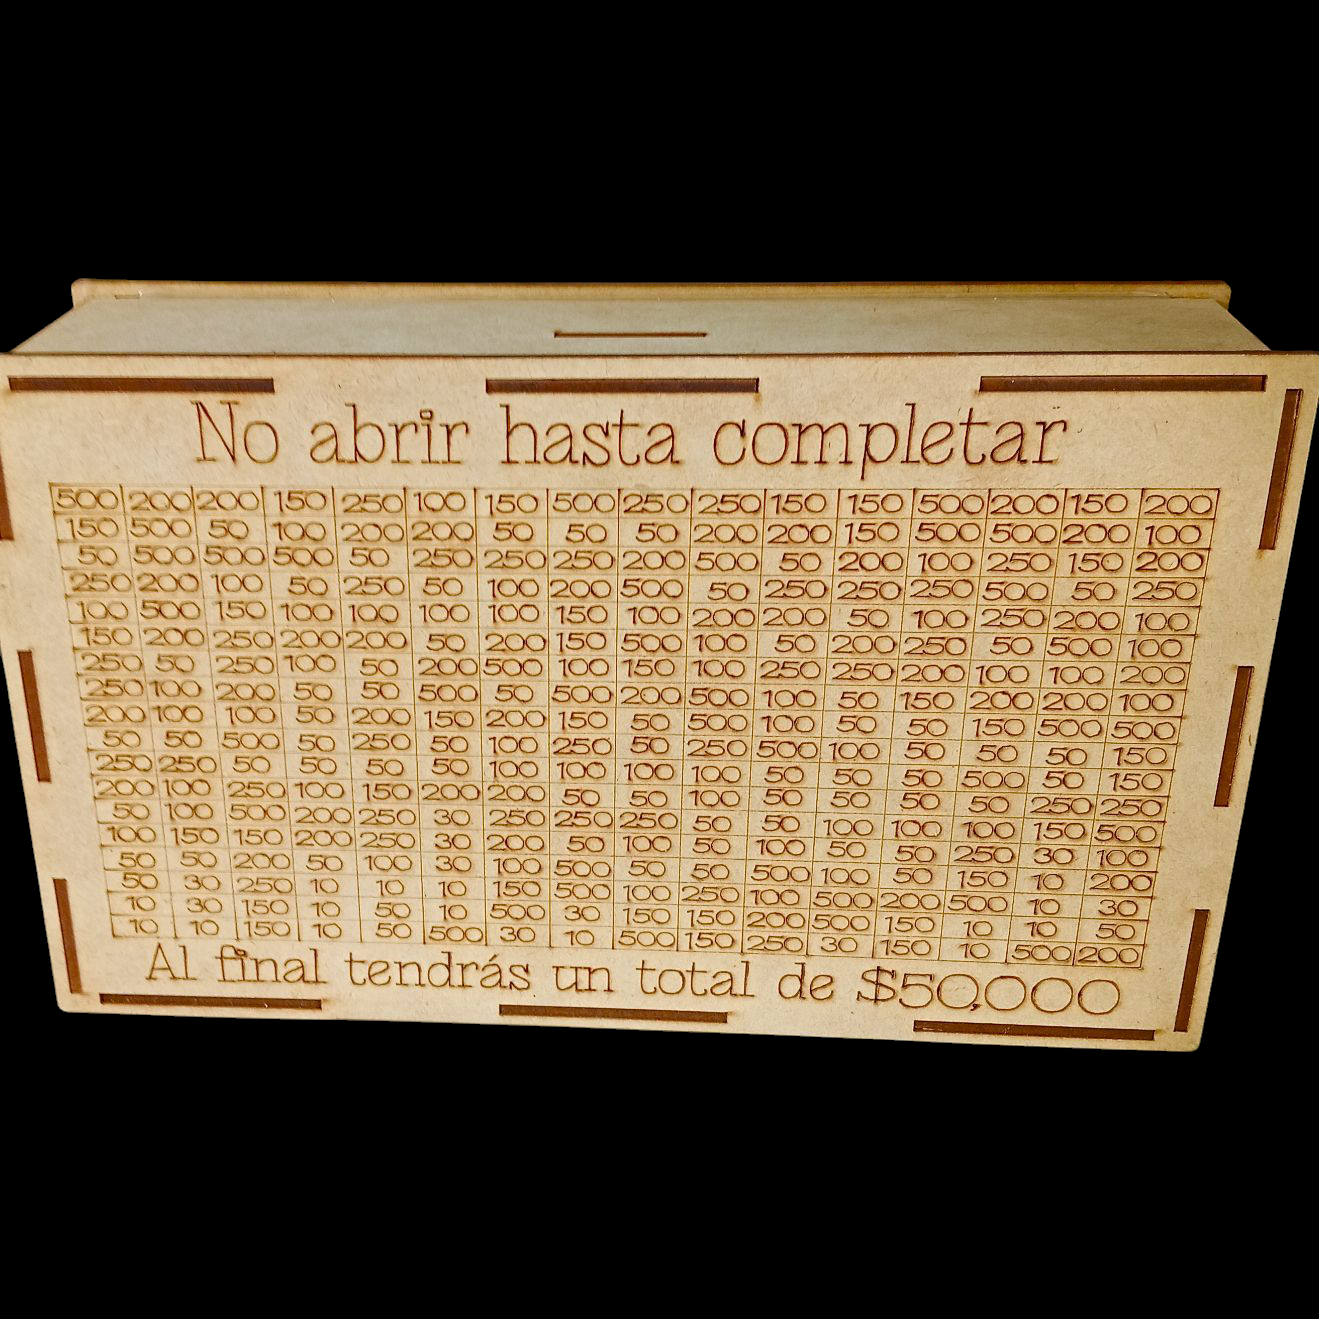 No abrir hasta completar
500 200 200 150 250 100 150 500 250 250 150 150 500 200 150 200
150 500 50 100 200 200 50 50 50 200 200 150 500 500 200 100
50 500 500 500 50 250 250 250 200 500 50 200 100 250 150 200
250 200 100 50 250 50 100 200 500 50 250 250 250 500 50 250
100 500 150 100 100 100 100 150 100 200 200 50 100 250 200 100
150 200 250 200 200 50 200 150 500 100 50 200 250 50 500 100
250 50 250 100 50 200 500 100 150 100 250 250 200 100 100 200
250 100 200 50 50 500 50 500 200 500 100 50 150 200 200 100
200 100 100 50 200 150 200 150 50 500 100 50 50 150 500 500
50 50 500 50 250 50 100 250 50 250 500 100 50 50 50 150
250 250 50 50 50 50 100 100 100 100 50 50 50 500 50 150
200 100 250 100 150 200 200 50 50 100 50 50 50 50 250 250
50 100 500 200 250 30 250 250 250 50 50 100 100 100 150 500
100 150 150 200 250 30 200 50 100 50 100 50 50 250 30 100
50 50 200 50 100 30 100 500 50 50 500 100 50 150 10 200
50 30 250 10 10 10 150 500 100 250 100 500 200 500 10 30
10 30 150 10 50 10 500 30 150 150 200 500 150 10 10 50
10 10 150 10 50 500 30 10 500 150 250 30 150 10 500 200
Al final tendrás un total de $50,000